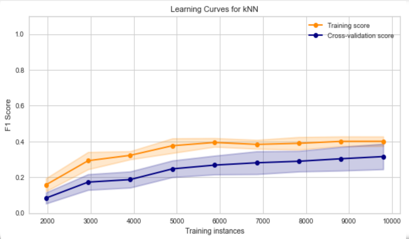 Learning Curves for kNN
Training score
Cross-validation score
F1 Score
1.0
0.8
0.6
0.4
0.2
0.0
2000 3000 4000 5000 6000 7000 8000 9000 10000
Training instances